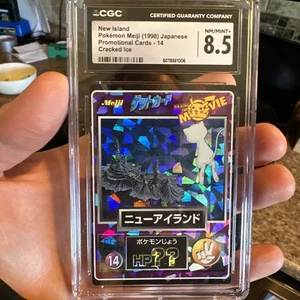 CGC
CERTIFIED GUARANTY COMPANY
New Island
Pokémon Meiji (1998) Japanese
Promotional Cards - 14
Cracked Ice
NM/MINT+
8.5
Meiji
ゲットカード
MOVIE
ニューアイランド
ポケモンじょう
14
HP??